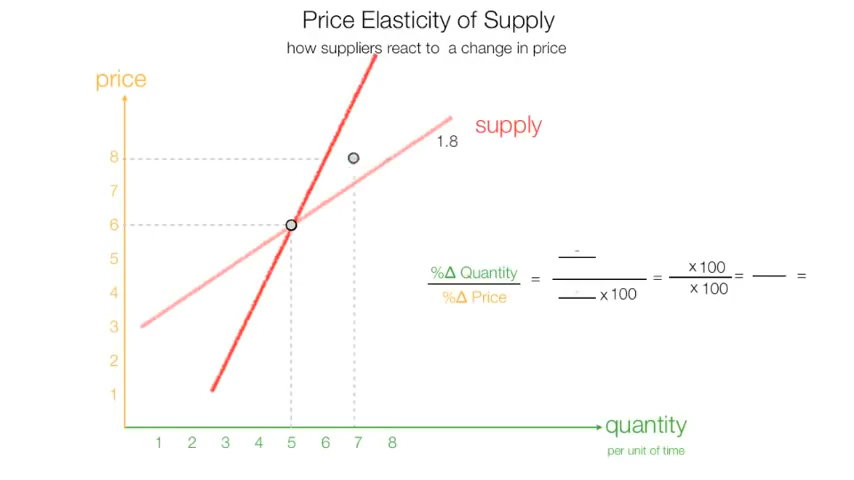 Price Elasticity of Supply
how suppliers react to a change in price
price
supply
1.8
8
7
6
5
4
3
2
1
%Δ Quantity
%Δ Price
=
-
x 100
=
x 100
x 100
=
=
1 2 3 4 5 6 7 8
quantity
per unit of time